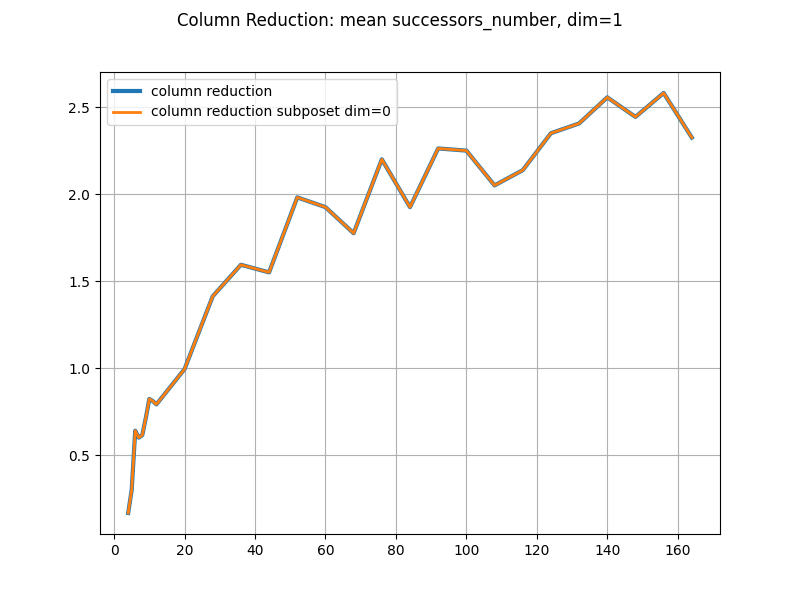 Column Reduction: mean successors_number, dim=1
column reduction
column reduction subposet dim=0
2.5
2.0
1.5
1.0
0.5
0 20 40 60 80 100 120 140 160